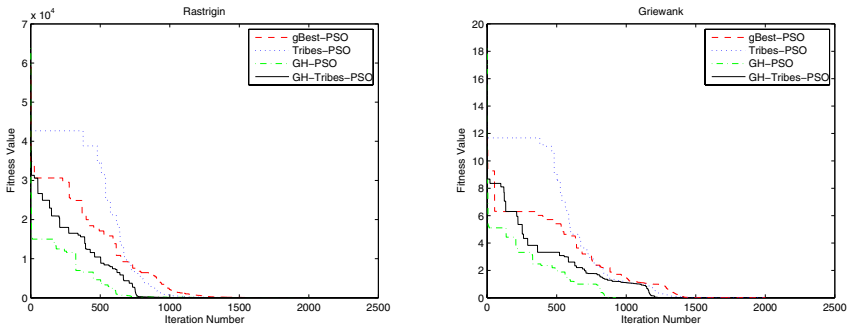 Rastrigin
x 10^4
7
6
5
4
3
2
1
0
Fitness Value
0 500 1000 1500 2000 2500
Iteration Number
gBest-PSO
Tribes-PSO
GH-PSO
GH-Tribes-PSO
Griewank
20
18
16
14
12
10
8
6
4
2
0
Fitness Value
0 500 1000 1500 2000 2500
Iteration Number
gBest-PSO
Tribes-PSO
GH-PSO
GH-Tribes-PSO